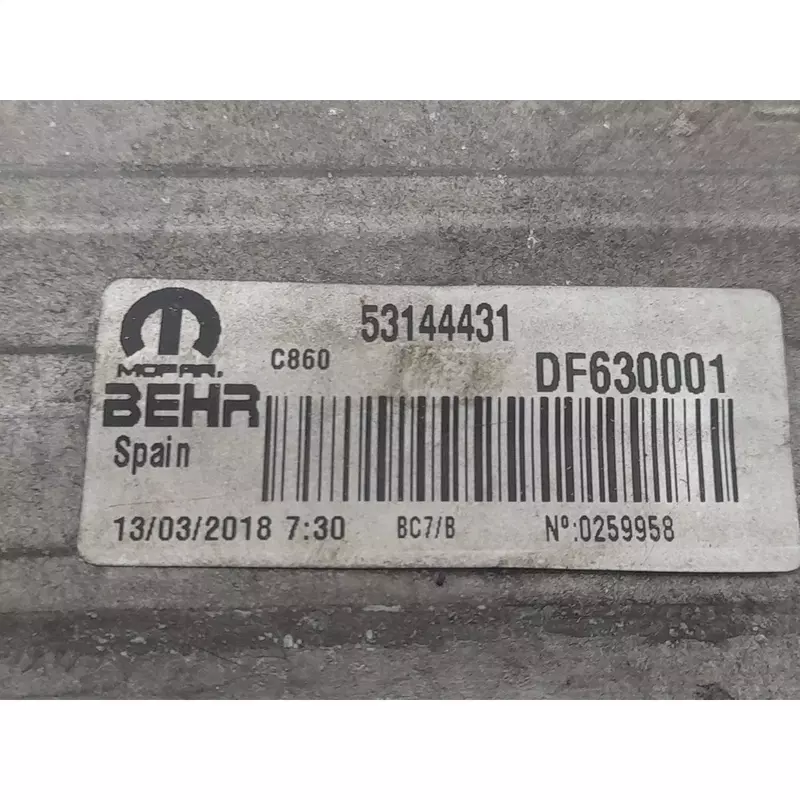 53144431
C860
DF630001
MOPAR
BEHR
Spain
13/03/2018 7:30 BC7/B Nº:0259958